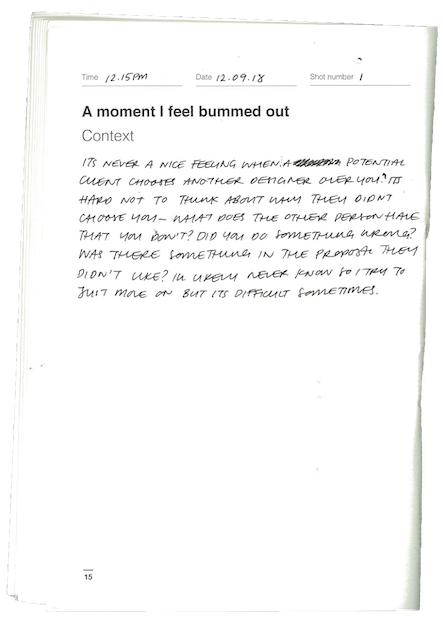 Time 12.15PM Date 12.09.18 Shot number 1
A moment I feel bummed out
Context
ITS NEVER A NICE FEELING WHEN A POTENTIAL
CLIENT CHOOSES ANOTHER DESIGNER OVER YOU. ITS
HARD NOT TO THINK ABOUT WHY THEY DIDNT
CHOOSE YOU - WHAT DOES THE OTHER PERSON HAVE
THAT YOU DON'T? DID YOU DO SOMETHING WRONG?
WAS THERE SOMETHING IN THE PROPOSAL THEY
DIDN'T LIKE? ILL LIKELY NEVER KNOW SO I TRY TO
JUST MOVE ON BUT ITS DIFFICULT SOMETIMES.
15